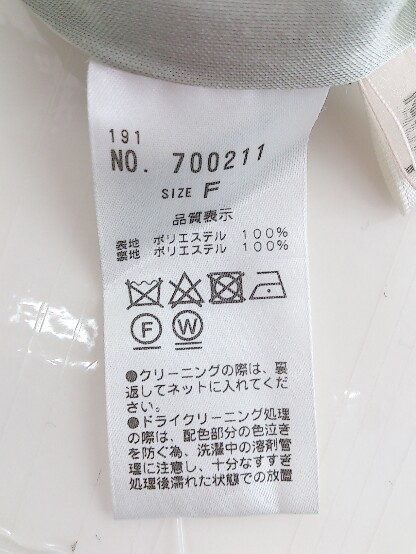 191
NO. 700211
SIZE F
品質表示
表地 ポリエステル 100%
裏地 ポリエステル 100%
F W
●クリーニングの際は、裏
返してネットに入れてくだ
さい。
●ドライクリーニング処理
の際は、配色部分の色泣き
を防ぐ為、洗濯中の溶剤管
理に注意し、十分なすすぎ
処理後濡れた状態での放置